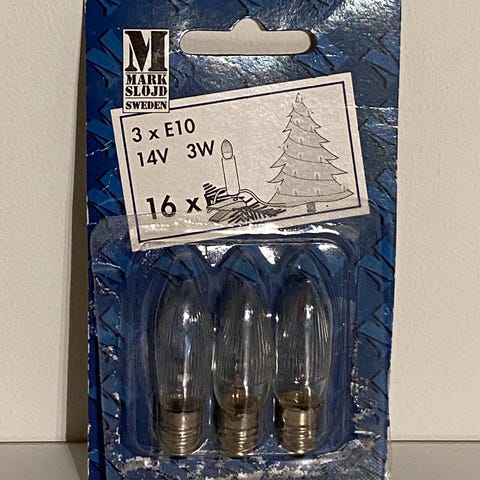 M
MARK
SLÖJD
SWEDEN
3 x E10
14V 3W
16 x